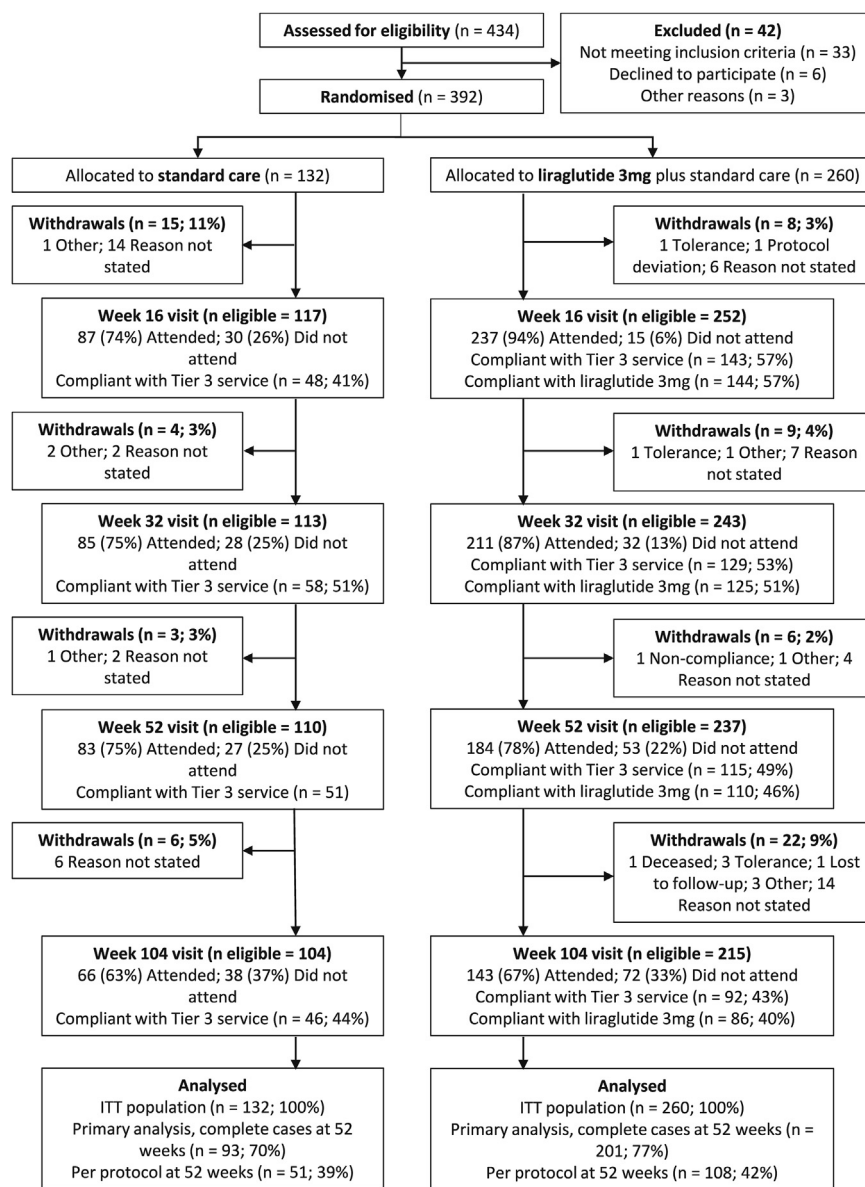 Assessed for eligibility (n = 434)
Excluded (n = 42)
Not meeting inclusion criteria (n = 33)
Declined to participate (n = 6)
Other reasons (n = 3)
Randomised (n = 392)
Allocated to standard care (n = 132)
Allocated to liraglutide 3mg plus standard care (n = 260)
Withdrawals (n = 15; 11%)
1 Other; 14 Reason not
stated
Withdrawals (n = 8; 3%)
1 Tolerance; 1 Protocol
deviation; 6 Reason not stated
Week 16 visit (n eligible = 117)
87 (74%) Attended; 30 (26%) Did not
attend
Compliant with Tier 3 service (n = 48; 41%)
Week 16 visit (n eligible = 252)
237 (94%) Attended; 15 (6%) Did not attend
Compliant with Tier 3 service (n = 143; 57%)
Compliant with liraglutide 3mg (n = 144; 57%)
Withdrawals (n = 4; 3%)
2 Other; 2 Reason not
stated
Withdrawals (n = 9; 4%)
1 Tolerance; 1 Other; 7 Reason
not stated
Week 32 visit (n eligible = 113)
85 (75%) Attended; 28 (25%) Did not
attend
Compliant with Tier 3 service (n = 58; 51%)
Week 32 visit (n eligible = 243)
211 (87%) Attended; 32 (13%) Did not attend
Compliant with Tier 3 service (n = 129; 53%)
Compliant with liraglutide 3mg (n = 125; 51%)
Withdrawals (n = 3; 3%)
1 Other; 2 Reason not
stated
Withdrawals (n = 6; 2%)
1 Non-compliance; 1 Other; 4
Reason not stated
Week 52 visit (n eligible = 110)
83 (75%) Attended; 27 (25%) Did not
attend
Compliant with Tier 3 service (n = 51)
Week 52 visit (n eligible = 237)
184 (78%) Attended; 53 (22%) Did not attend
Compliant with Tier 3 service (n = 115; 49%)
Compliant with liraglutide 3mg (n = 110; 46%)
Withdrawals (n = 6; 5%)
6 Reason not stated
Withdrawals (n = 22; 9%)
1 Deceased; 3 Tolerance; 1 Lost
to follow-up; 3 Other; 14
Reason not stated
Week 104 visit (n eligible = 104)
66 (63%) Attended; 38 (37%) Did not
attend
Compliant with Tier 3 service (n = 46; 44%)
Week 104 visit (n eligible = 215)
143 (67%) Attended; 72 (33%) Did not attend
Compliant with Tier 3 service (n = 92; 43%)
Compliant with liraglutide 3mg (n = 86; 40%)
Analysed
ITT population (n = 132; 100%)
Primary analysis, complete cases at 52
weeks (n = 93; 70%)
Per protocol at 52 weeks (n = 51; 39%)
Analysed
ITT population (n = 260; 100%)
Primary analysis, complete cases at 52 weeks (n =
201; 77%)
Per protocol at 52 weeks (n = 108; 42%)